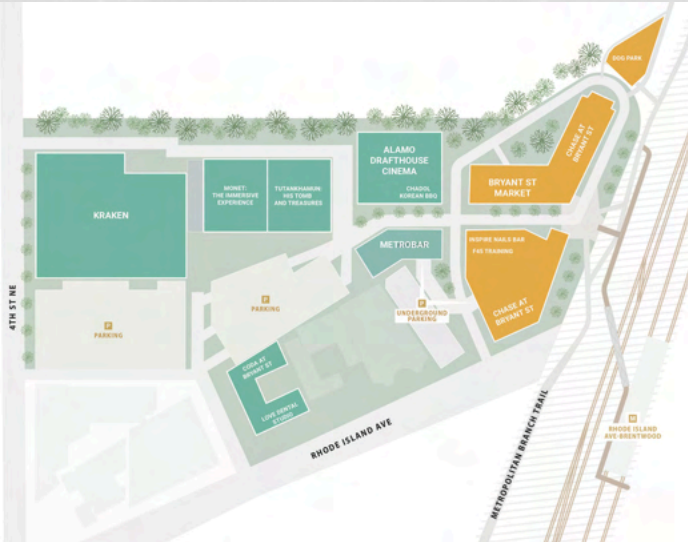 DOG PARK
CHASE AT
BRYANT ST
ALAMO
DRAFTHOUSE
CINEMA
CHADOL
KOREAN BBQ
BRYANT ST
MARKET
MONET:
THE IMMERSIVE
EXPERIENCE
TUTANKHAMUN:
HIS TOMB
AND TREASURES
KRAKEN
METROBAR
INSPIRE NAILS BAR
F45 TRAINING
CHASE AT
BRYANT ST
4TH ST NE
P
PARKING
P
PARKING
P
UNDERGROUND
PARKING
CODA AT
BRYANT ST
LOVE DENTAL
STUDIO
RHODE ISLAND AVE
METROPOLITAN BRANCH TRAIL
M
RHODE ISLAND
AVE-BRENTWOOD